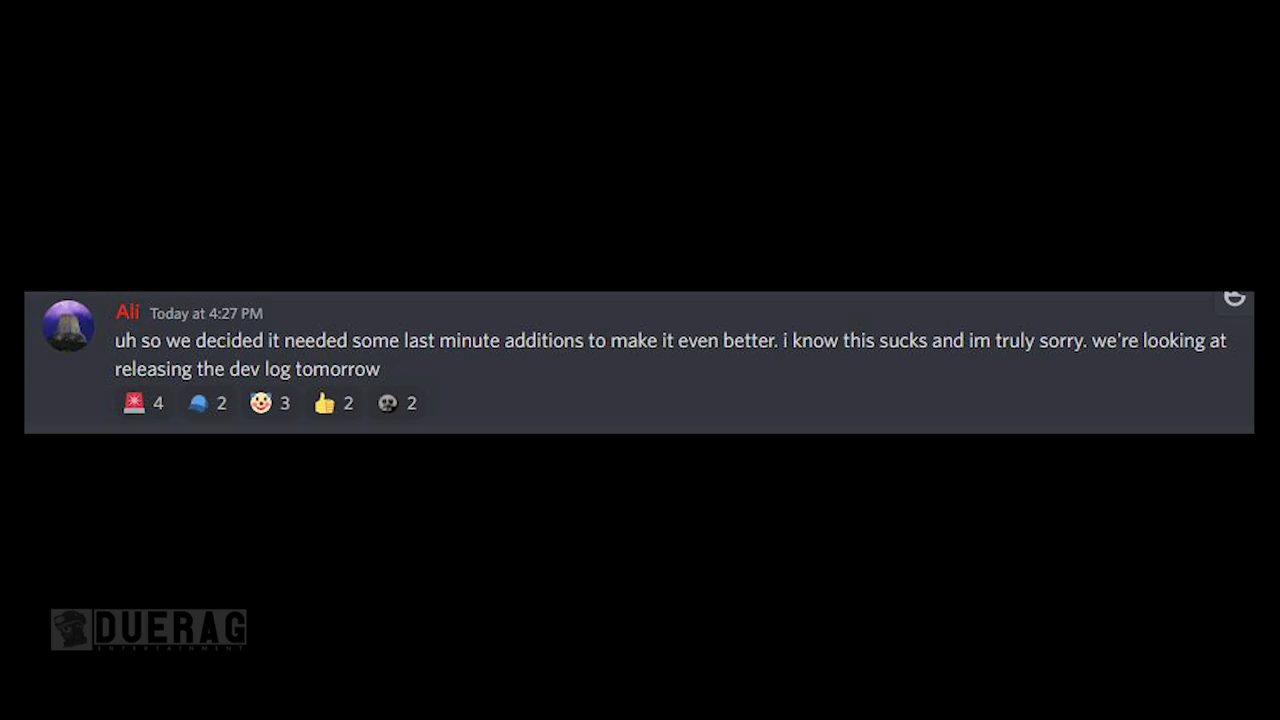 Ali Today at 4:27 PM
uh so we decided it needed some last minute additions to make it even better. i know this sucks and im truly sorry. we're looking at
releasing the dev log tomorrow
4 2 3 2 2
DUERAG
ENTERTAINMENT